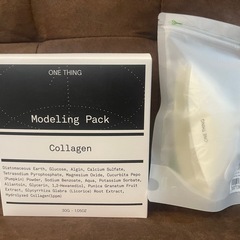 ONE THING
Modeling Pack
Collagen
Diatomaceous Earth, Glucose, Algin, Calcium Sulfate,
Tetrasodium Pyrophosphate, Magnesium Oxide, Cucurbita Pepo
(Pumpkin) Powder, Sodium Benzoate, Aqua, Potassium Sorbate,
Allantoin, Glycerin, 1,2-Hexanediol, Punica Granatum Fruit
Extract, Glycyrrhiza Glabra (Licorice) Root Extract,
Hydrolyzed Collagen(1ppm)